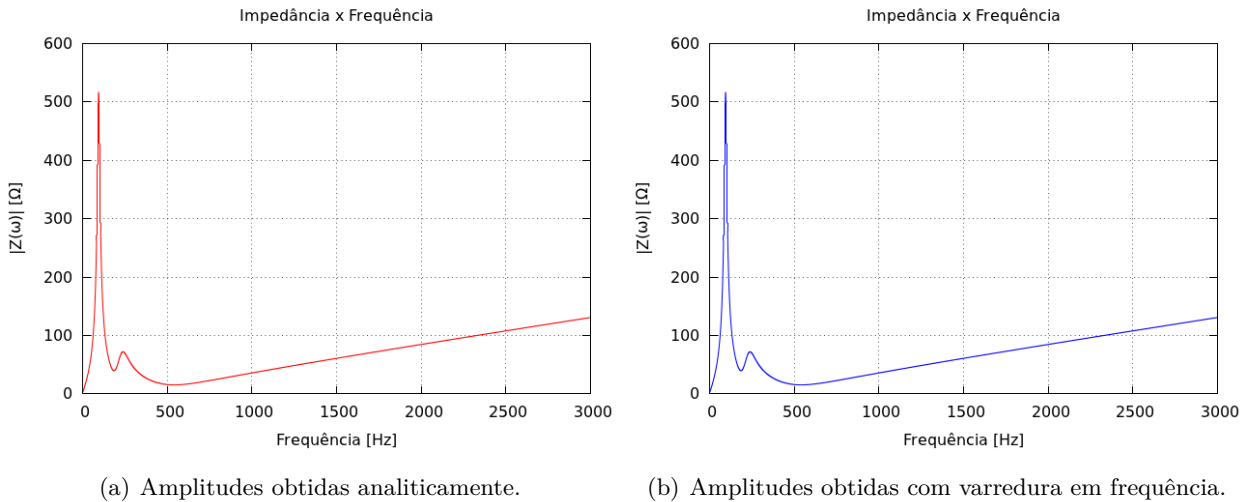 Impedância x Frequência
600
500
400
300
200
100
0
|Z(ω)| [Ω]
0 500 1000 1500 2000 2500 3000
Frequência [Hz]
(a) Amplitudes obtidas analiticamente.
Impedância x Frequência
600
500
400
300
200
100
0
|Z(ω)| [Ω]
0 500 1000 1500 2000 2500 3000
Frequência [Hz]
(b) Amplitudes obtidas com varredura em frequência.